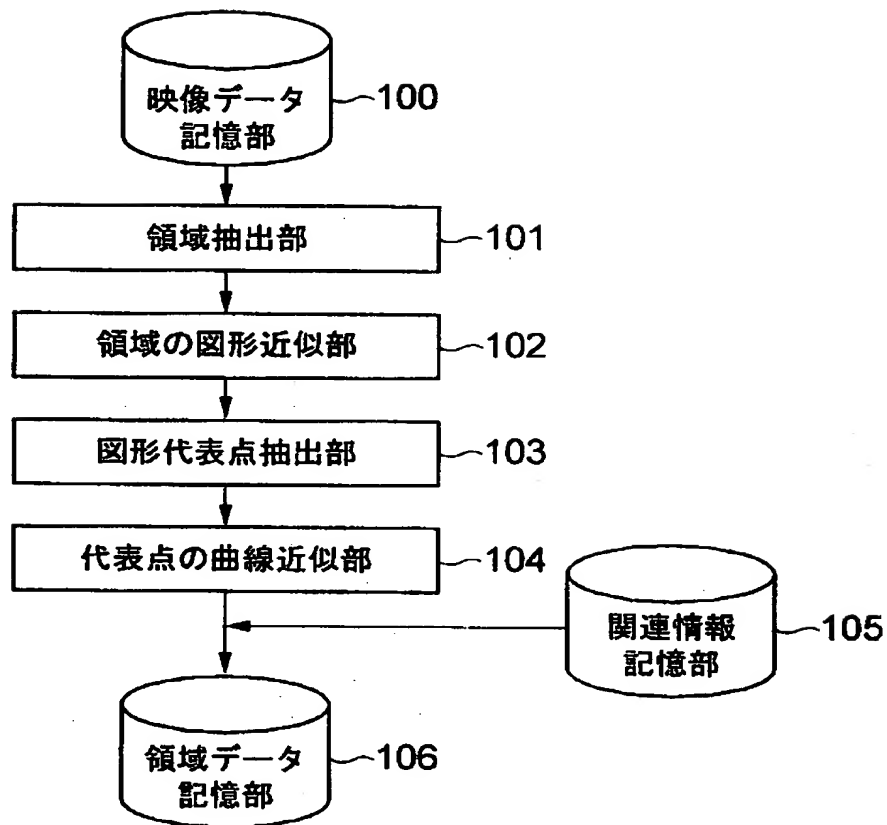 映像データ
記憶部
100
領域抽出部
101
領域の図形近似部
102
図形代表点抽出部
103
代表点の曲線近似部
104
関連情報
記憶部
105
領域データ
記憶部
106